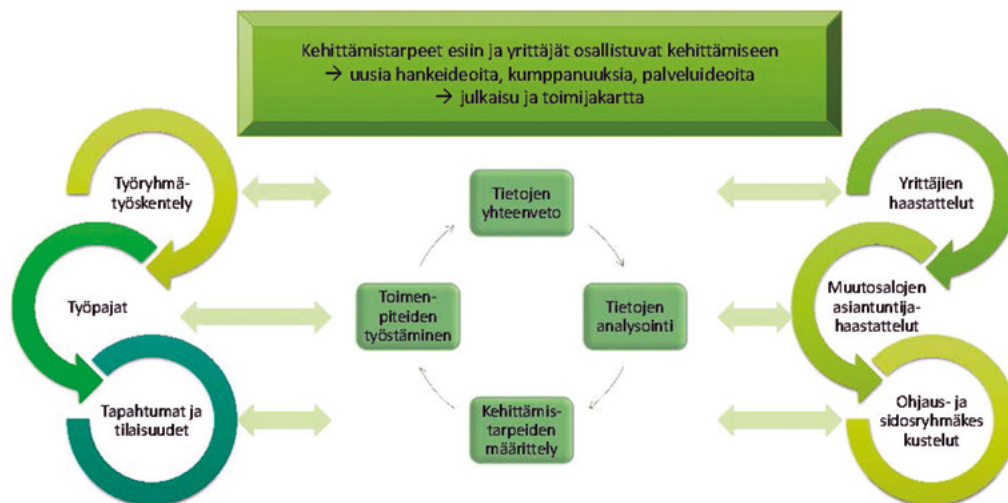 Kehittämistarpeet esiin ja yrittäjät osallistuvat kehittämiseen
→ uusia hankeideoita, kumppanuuksia, palveluideoita
→ julkaisu ja toimijakartta
Työryhmä-
työskentely
Työpajat
Tapahtumat ja
tilaisuudet
Tietojen
yhteenveto
Tietojen
analysointi
Kehittämis-
tarpeiden
määrittely
Toimen-
piteiden
työstäminen
Yrittäjien
haastattelut
Muutosalojen
asiantuntija-
haastattelut
Ohjaus- ja
sidosryhmäkes
kustelut